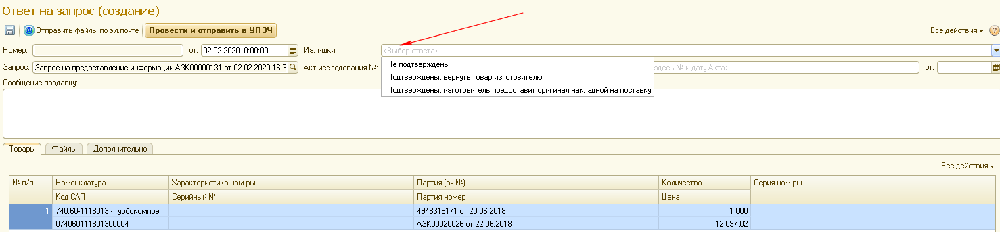 Ответ на запрос (создание)
Отправить файлы по эл.почте Провести и отправить в УПЗЧ Все действия ?
Номер: от: 02.02.2020 0:00:00 Излишки: <Выбор ответа>
Запрос: Запрос на предоставление информации АЗК00000131 от 02.02.2020 16:3 Акт исследования №: здесь № и дату Акта> от: . .
Не подтверждены
Подтверждены, вернуть товар изготовителю
Подтверждены, изготовитель предоставит оригинал накладной на поставку
Сообщение продавцу:
Товары Файлы Дополнительно
Все действия
№ п/п Номенклатура Характеристика ном-ры Партия (вх.№) Количество Серия ном-ры
Код САП Серийный № Партия номер Цена
1 740.60-1118013 - турбокомпре... 4948319171 от 20.06.2018 1,000
074060111801300004 АЗК00020026 от 22.06.2018 12 097,02